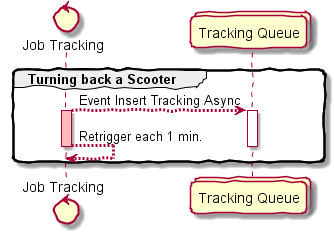 Job Tracking
Tracking Queue
Turning back a Scooter
Event Insert Tracking Async
Retrigger each 1 min.
Job Tracking
Tracking Queue